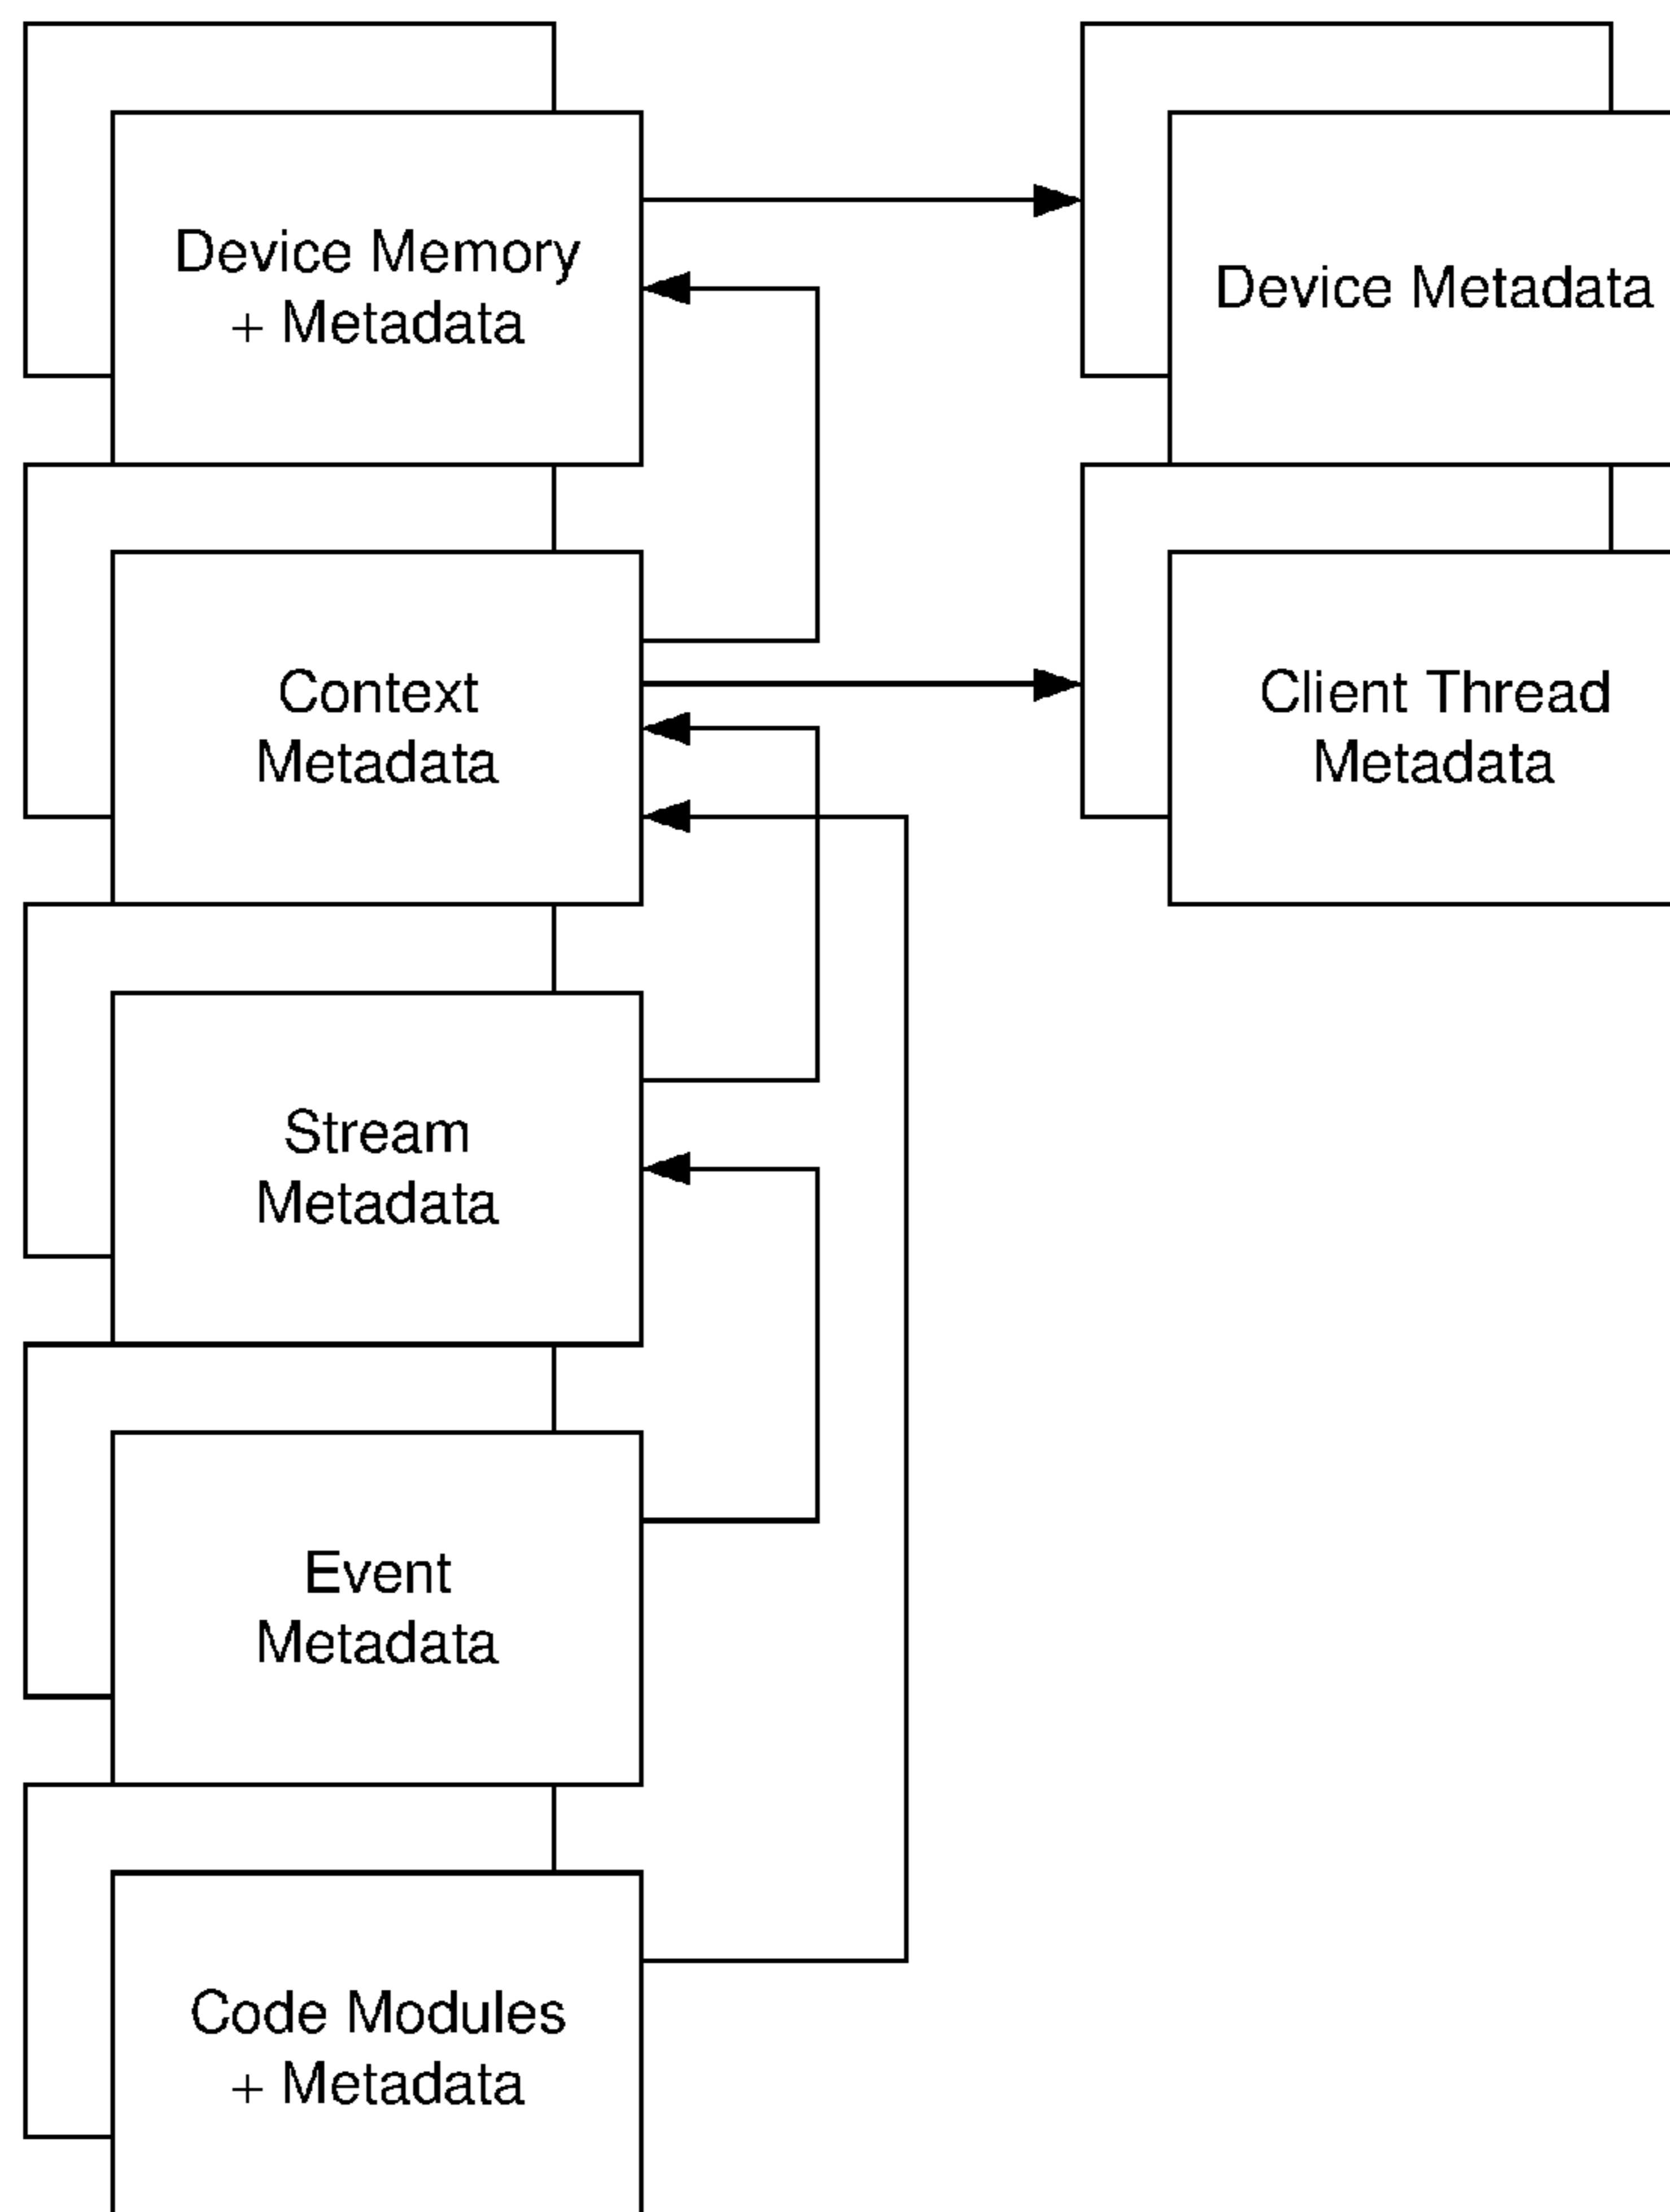 Device Memory
+ Metadata
Device Metadata
Context
Metadata
Client Thread
Metadata
Stream
Metadata
Event
Metadata
Code Modules
+ Metadata